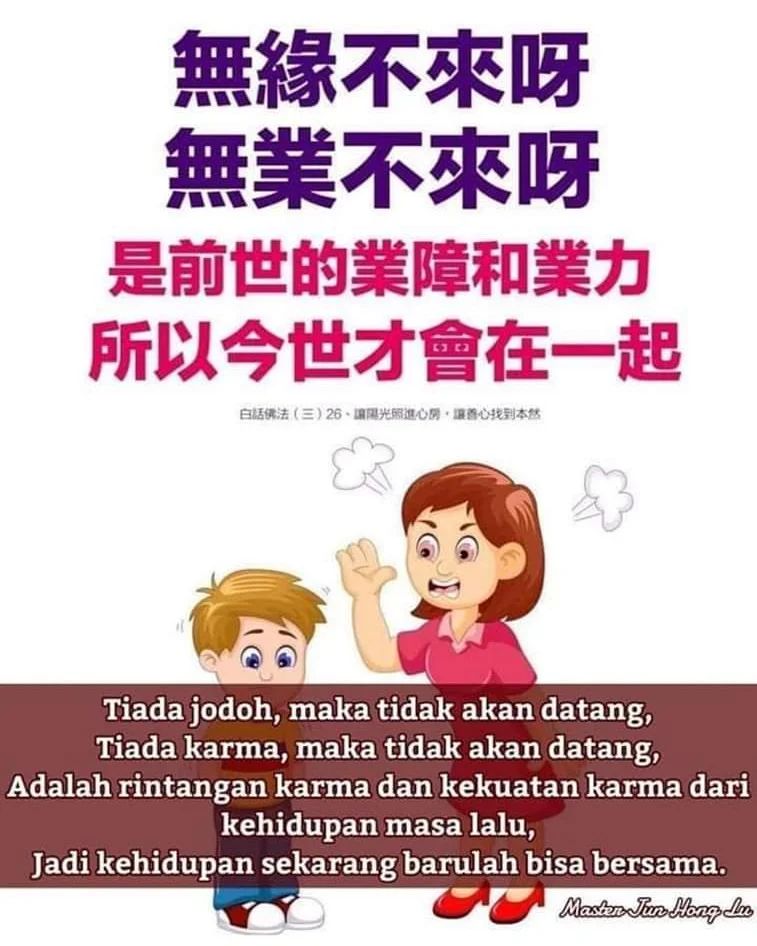 無緣不來呀
無業不來呀
是前世的業障和業力
所以今世才會在一起
白話佛法（三）26、讓陽光照進心房，讓善心找到本然
Tiada jodoh, maka tidak akan datang,
Tiada karma, maka tidak akan datang,
Adalah rintangan karma dan kekuatan karma dari
kehidupan masa lalu,
Jadi kehidupan sekarang barulah bisa bersama.
Master Jun Hong Lu